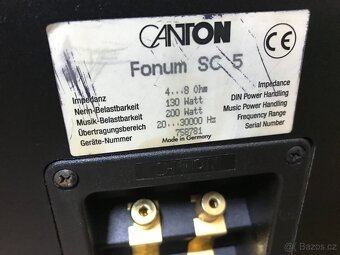 CANTON
CE
Fonum SC 5
Impedanz 4...8 Ohm Impedance
Nenn-Belastbarkeit 130 Watt DIN Power Handling
Musik-Belastbarkeit 200 Watt Music Power Handling
Übertragungsbereich 20...30000 Hz Frequency Range
Geräte-Nummer 758781 Serial Number
Made in Germany
CANTON
Bazoš.cz